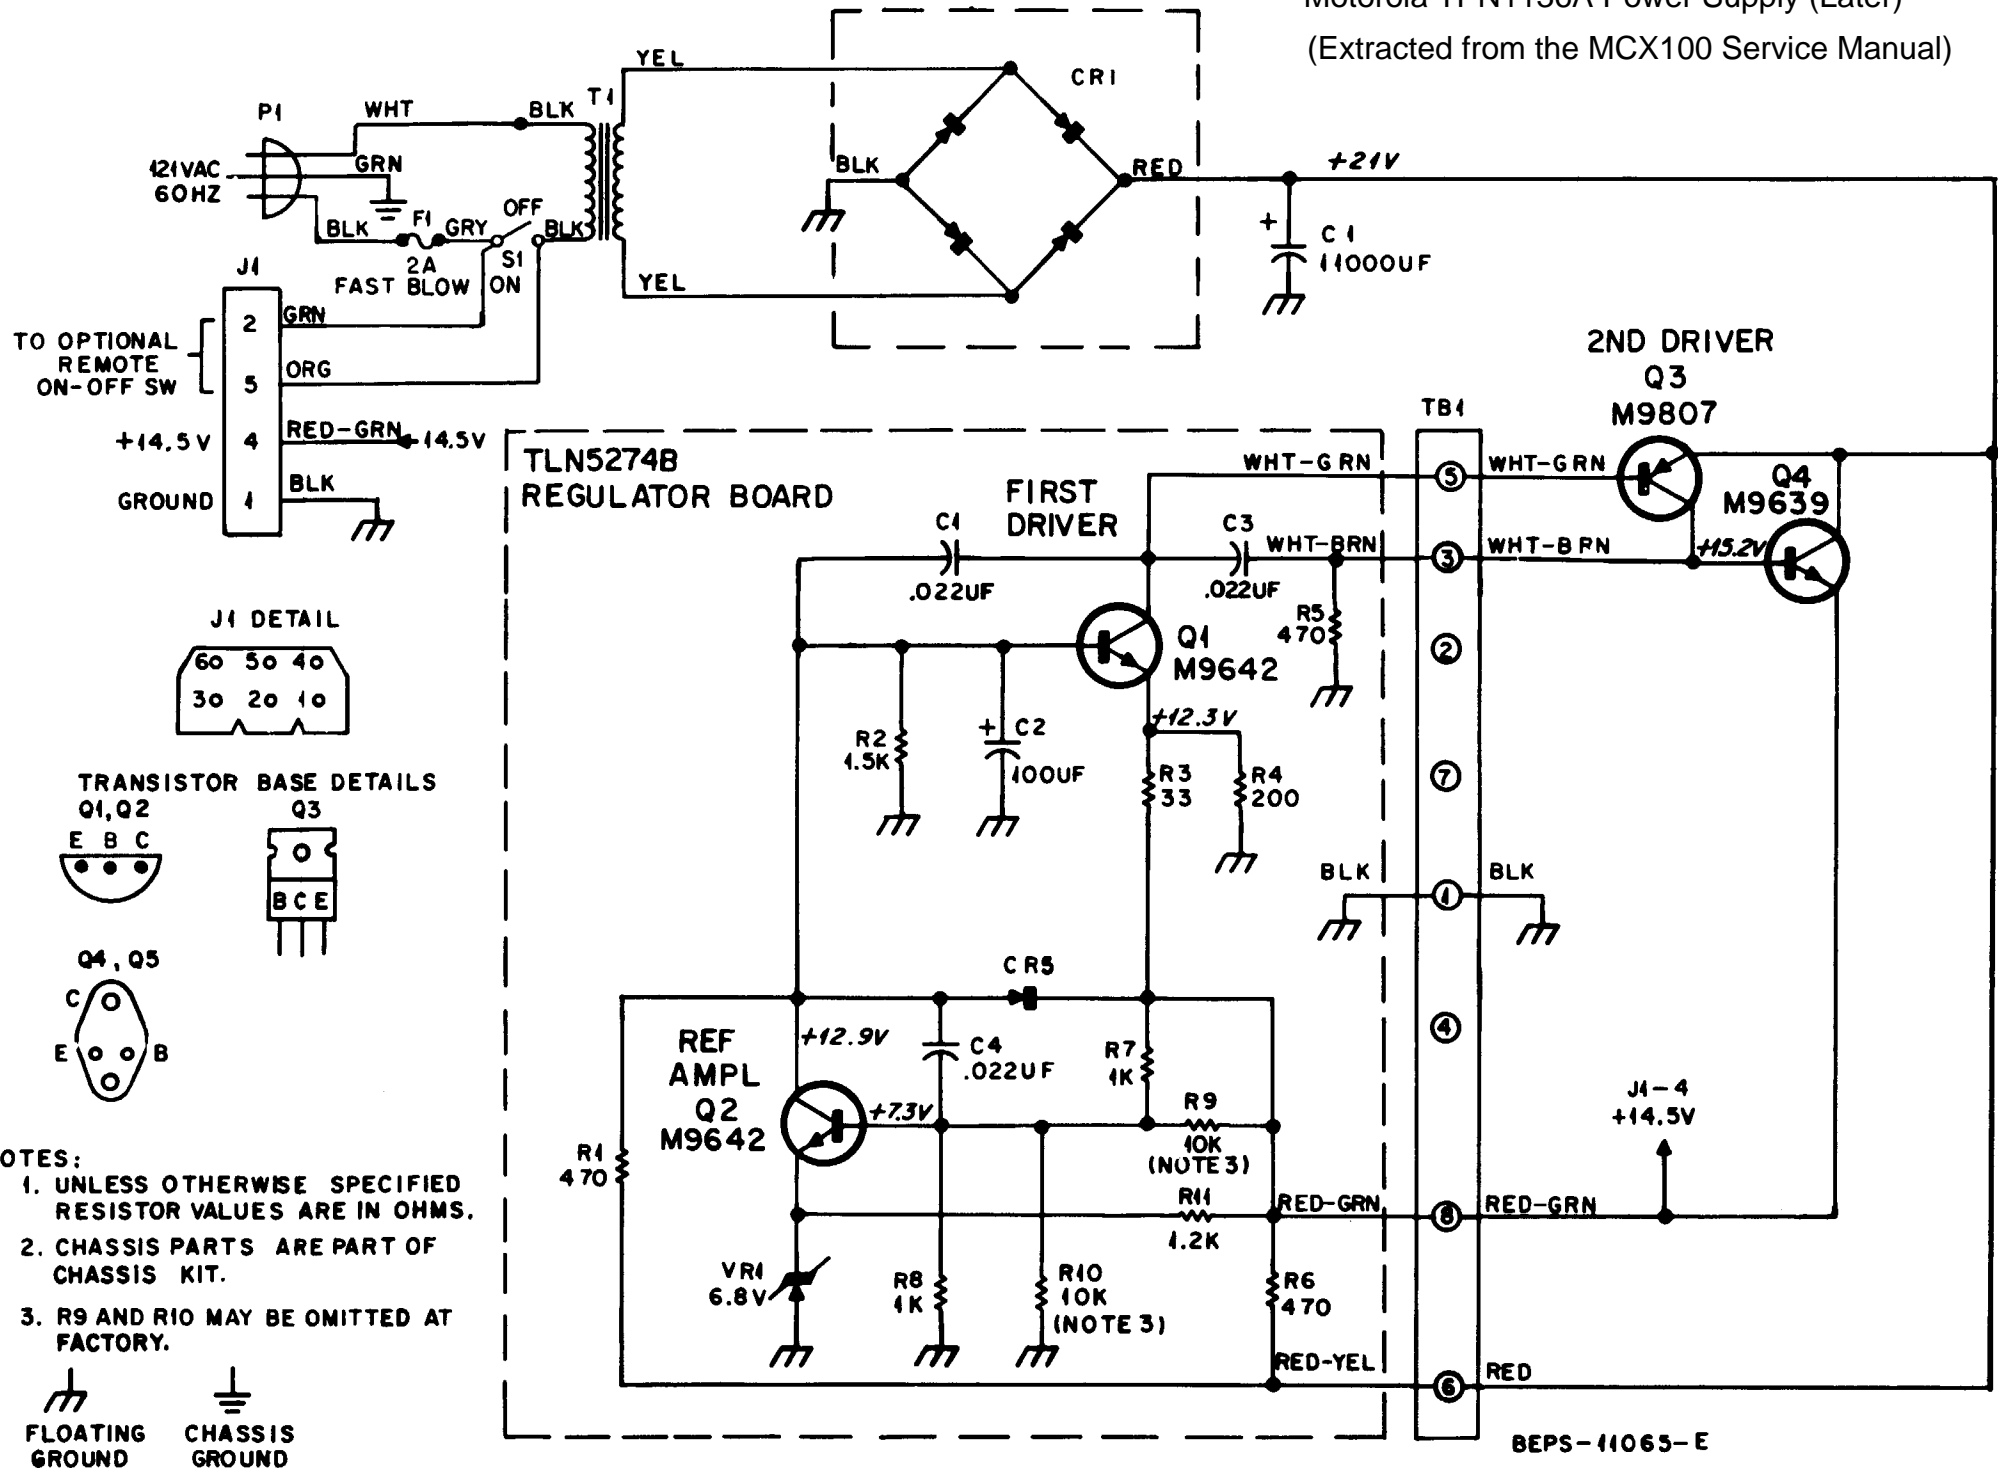 Motorola TPN1136A Power Supply (Later)
(Extracted from the MCX100 Service Manual)
P1
WHT
BLK
T1
YEL
CR1
121VAC
60HZ
GRN
BLK
RED
+21V
BLK
F1
GRY
OFF
BLK
S1
ON
2A
FAST BLOW
YEL
+
C1
11000UF
J1
2
GRN
TO OPTIONAL
REMOTE
ON-OFF SW
5
ORG
+14.5V
4
RED-GRN
14.5V
GROUND
1
BLK
2ND DRIVER
Q3
M9807
TB1
TLN5274B
REGULATOR BOARD
FIRST
DRIVER
WHT-GRN
5
WHT-GRN
Q4
M9639
C1
.022UF
C3
.022UF
WHT-BRN
3
WHT-BRN
+15.2V
R5
470
Q1
M9642
2
J1 DETAIL
6 5 4
3 2 1
R2
1.5K
+
C2
100UF
+12.3V
R3
33
R4
200
7
TRANSISTOR BASE DETAILS
Q1,Q2
E B C
Q3
B C E
BLK
1
BLK
Q4, Q5
C
E
B
CR5
4
REF
AMPL
Q2
M9642
+12.9V
C4
.022UF
R7
1K
+7.3V
R9
10K
(NOTE 3)
J1-4
+14.5V
R1
470
R11
1.2K
RED-GRN
8
RED-GRN
VR1
6.8V
R8
1K
R10
10K
(NOTE 3)
R6
470
RED-YEL
6
RED
OTES:
1. UNLESS OTHERWISE SPECIFIED
RESISTOR VALUES ARE IN OHMS.
2. CHASSIS PARTS ARE PART OF
CHASSIS KIT.
3. R9 AND R10 MAY BE OMITTED AT
FACTORY.
FLOATING
GROUND
CHASSIS
GROUND
BEPS-11065-E